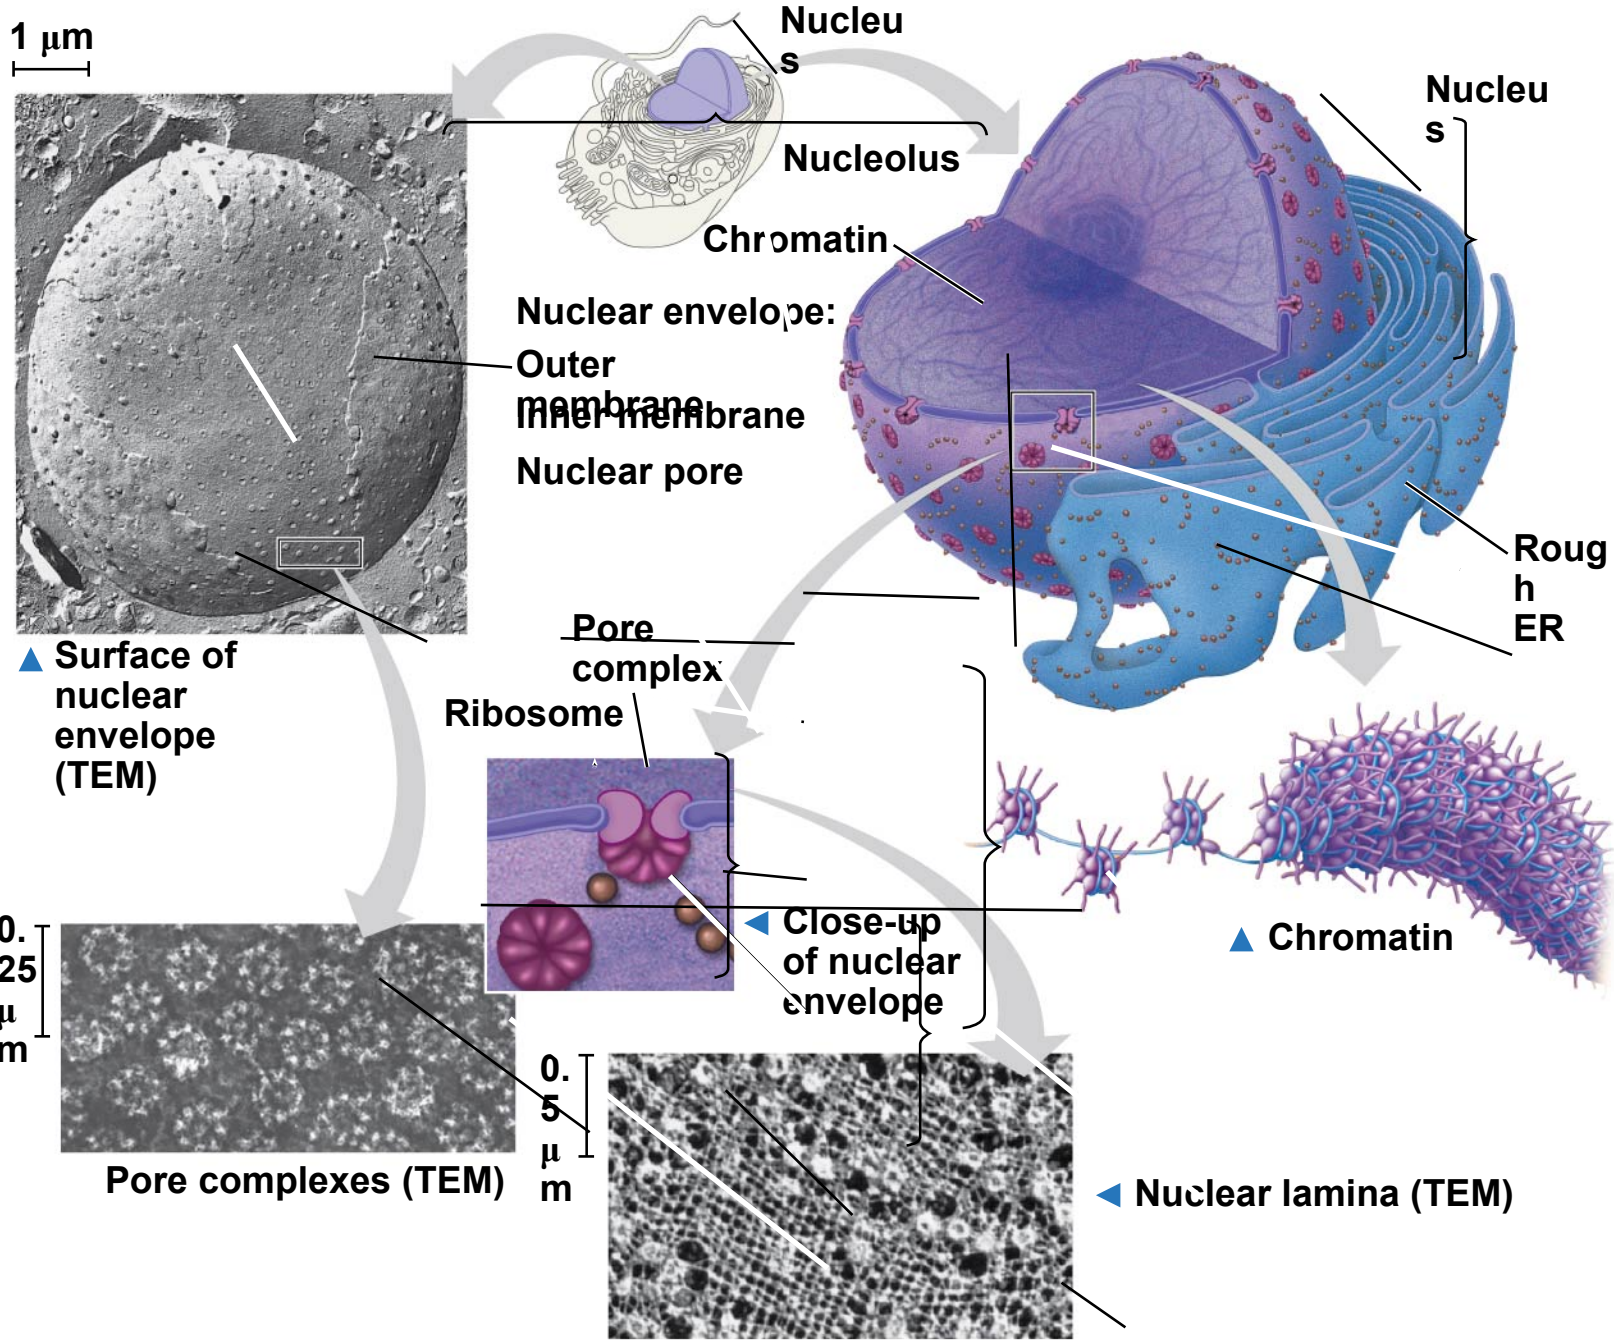 1 μm
Nucleu
s
Nucleu
s
Nucleolus
Chromatin
Nuclear envelope:
Outer
membrane
Inner membrane
Nuclear pore
Roug
h
ER
Pore
complex
Ribosome
▲ Surface of
nuclear
envelope
(TEM)
◀ Close-up
of nuclear
envelope
▲ Chromatin
0.
25
μ
m
Pore complexes (TEM)
0.
5
μ
m
◀ Nuclear lamina (TEM)